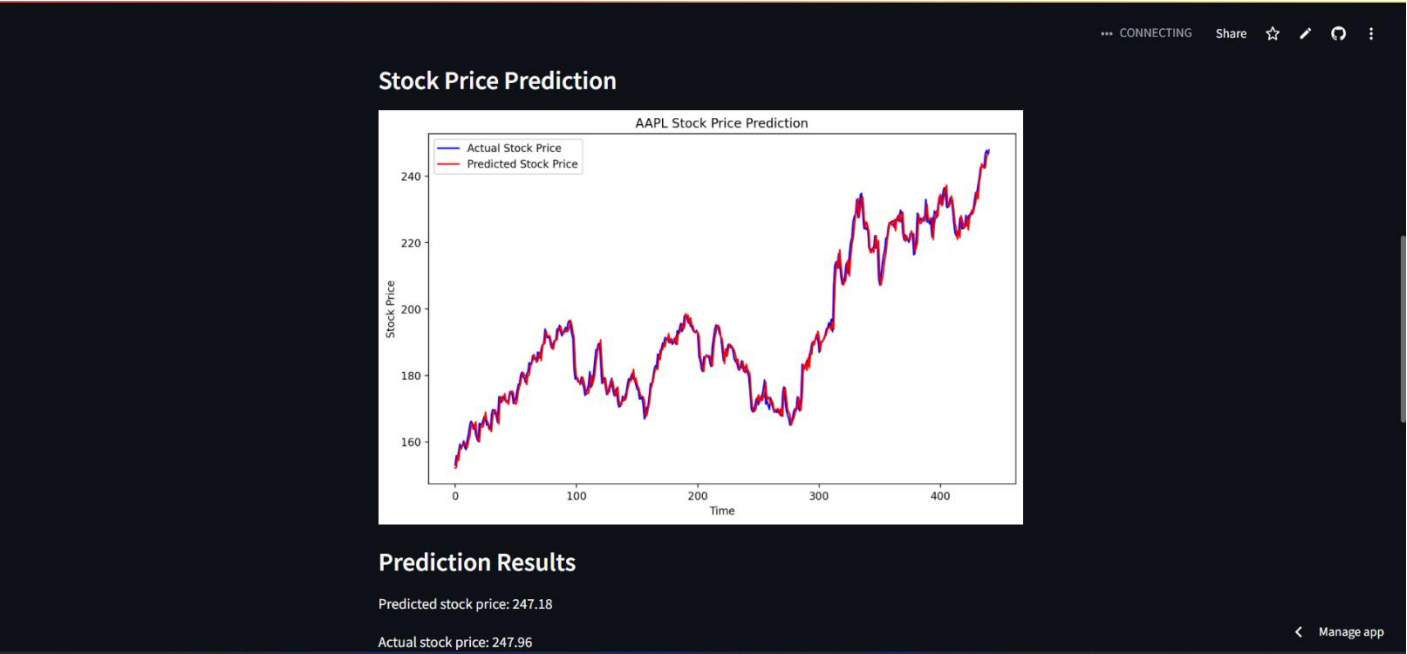 ••• CONNECTING Share
Stock Price Prediction
AAPL Stock Price Prediction
Actual Stock Price
Predicted Stock Price
Stock Price
240
220
200
180
160
0 100 200 300 400
Time
Prediction Results
Predicted stock price: 247.18
Actual stock price: 247.96
< Manage app